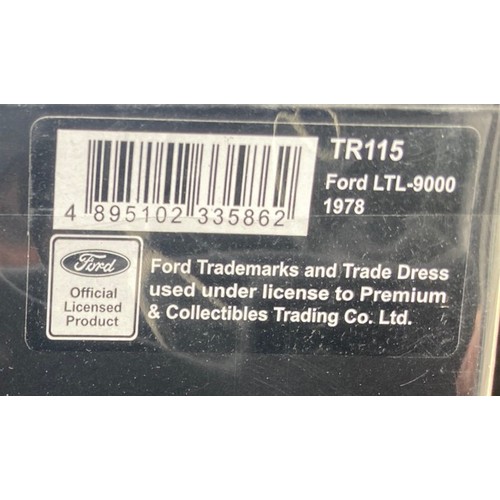 TR115
Ford LTL-9000
1978
4 895102 335862
Ford
Official
Licensed
Product
Ford Trademarks and Trade Dress
used under license to Premium
& Collectibles Trading Co. Ltd.